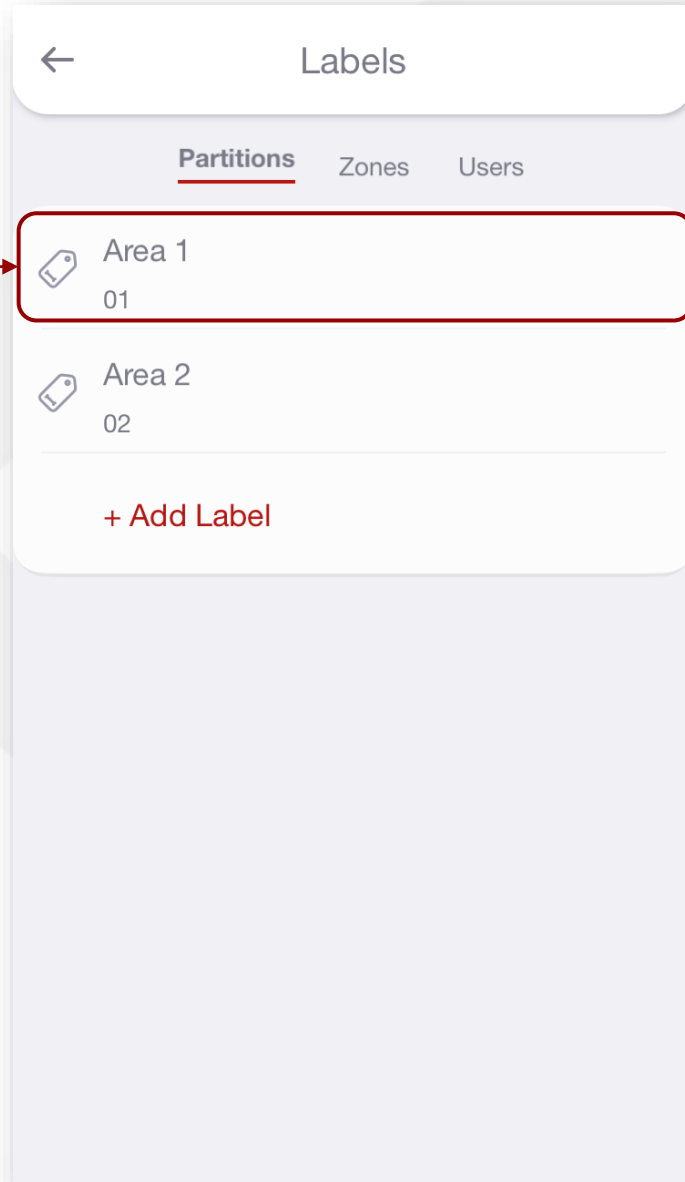 Labels
Partitions Zones Users
Area 1
01
Area 2
02
+ Add Label